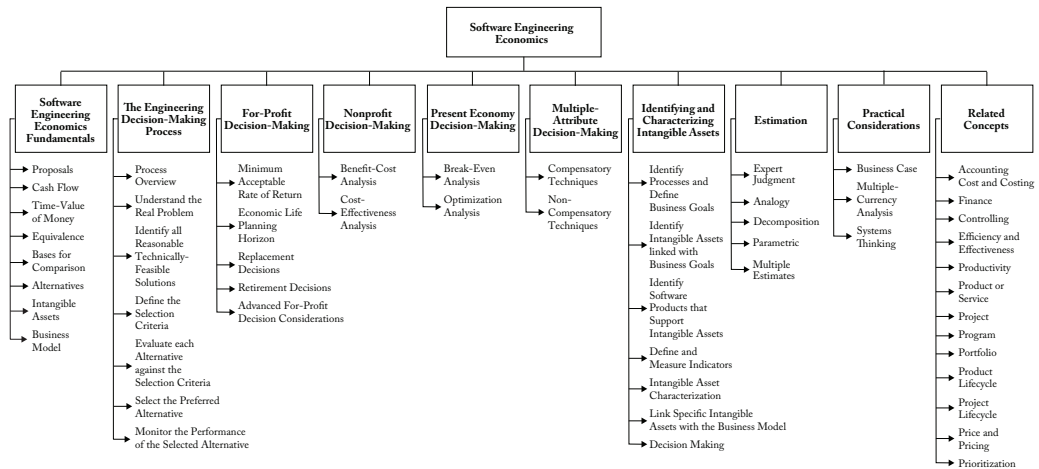 Software Engineering
Economics
Software
Engineering
Economics
Fundamentals
Proposals
Cash Flow
Time-Value
of Money
Equivalence
Bases for
Comparison
Alternatives
Intangible
Assets
Business
Model
The Engineering
Decision-Making
Process
Process
Overview
Understand the
Real Problem
Identify all
Reasonable
Technically-
Feasible
Solutions
Define the
Selection
Criteria
Evaluate each
Alternative
against the
Selection Criteria
Select the Preferred
Alternative
Monitor the Performance
of the Selected Alternative
For-Profit
Decision-Making
Minimum
Acceptable
Rate of Return
Economic Life
Planning
Horizon
Replacement
Decisions
Retirement Decisions
Advanced For-Profit
Decision Considerations
Nonprofit
Decision-Making
Benefit-Cost
Analysis
Cost-
Effectiveness
Analysis
Present Economy
Decision-Making
Break-Even
Analysis
Optimization
Analysis
Multiple-
Attribute
Decision-Making
Compensatory
Techniques
Non-
Compensatory
Techniques
Identifying and
Characterizing
Intangible Assets
Identify
Processes and
Define
Business Goals
Identify
Intangible Assets
linked with
Business Goals
Identify
Software
Products that
Support
Intangible Assets
Define and
Measure Indicators
Intangible Asset
Characterization
Link Specific Intangible
Assets with the Business Model
Decision Making
Estimation
Expert
Judgment
Analogy
Decomposition
Parametric
Multiple
Estimates
Practical
Considerations
Business Case
Multiple-
Currency
Analysis
Systems
Thinking
Related
Concepts
Accounting
Cost and Costing
Finance
Controlling
Efficiency and
Effectiveness
Productivity
Product or
Service
Project
Program
Portfolio
Product
Lifecycle
Project
Lifecycle
Price and
Pricing
Prioritization